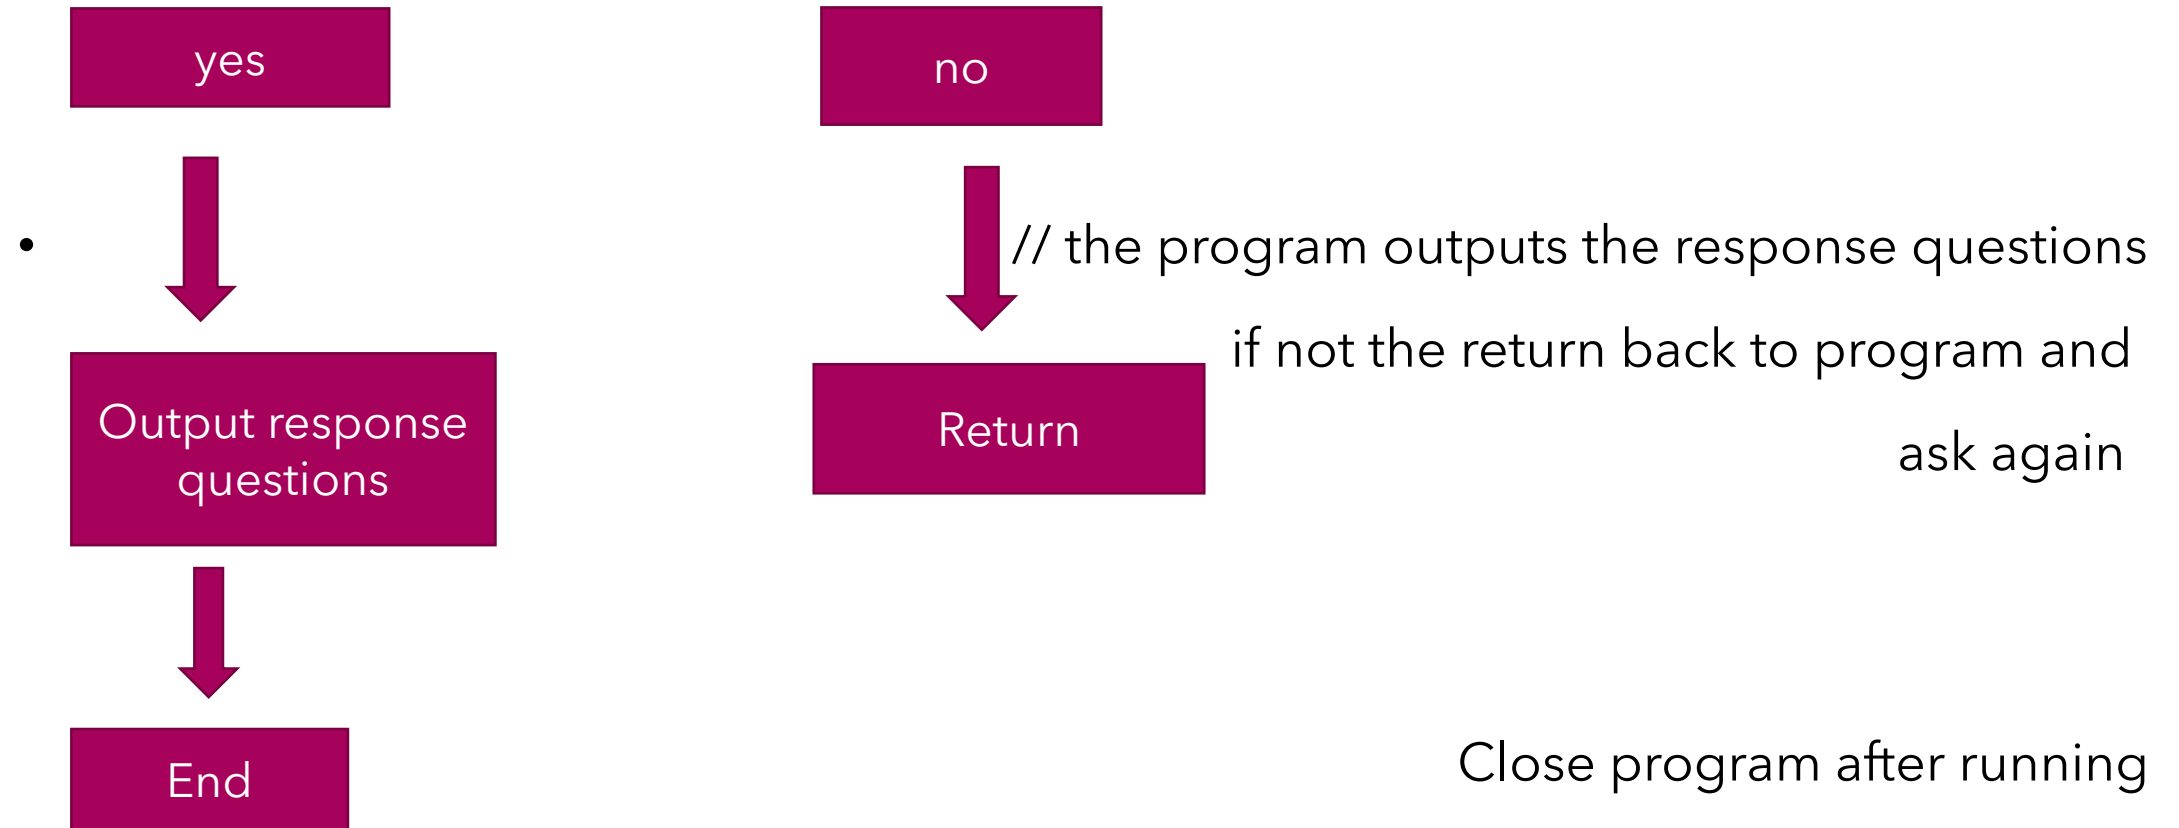 yes
no
• // the program outputs the response questions
if not the return back to program and
Output response
questions
Return
ask again
End
Close program after running